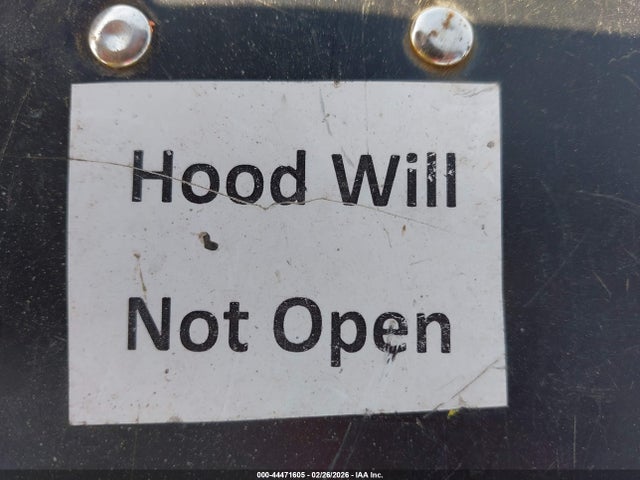 Hood Will
Not Open
000-44471605 - 02/26/2026 - IAA Inc.